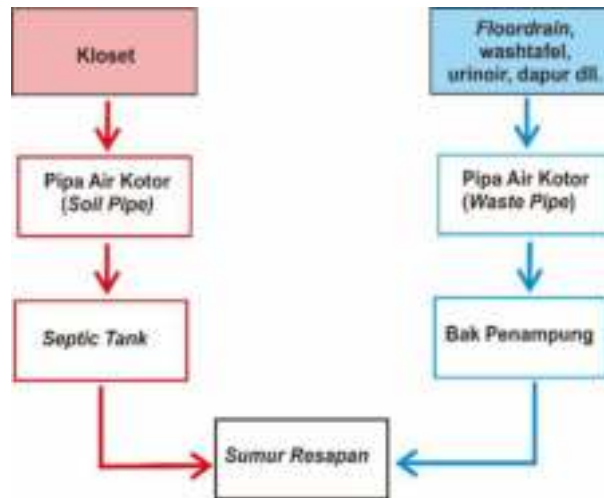 Kloset
Floordrain,
washtafel,
urinoir, dapur dll.
Pipa Air Kotor
(Soil Pipe)
Pipa Air Kotor
(Waste Pipe)
Septic Tank
Bak Penampung
Sumur Resapan